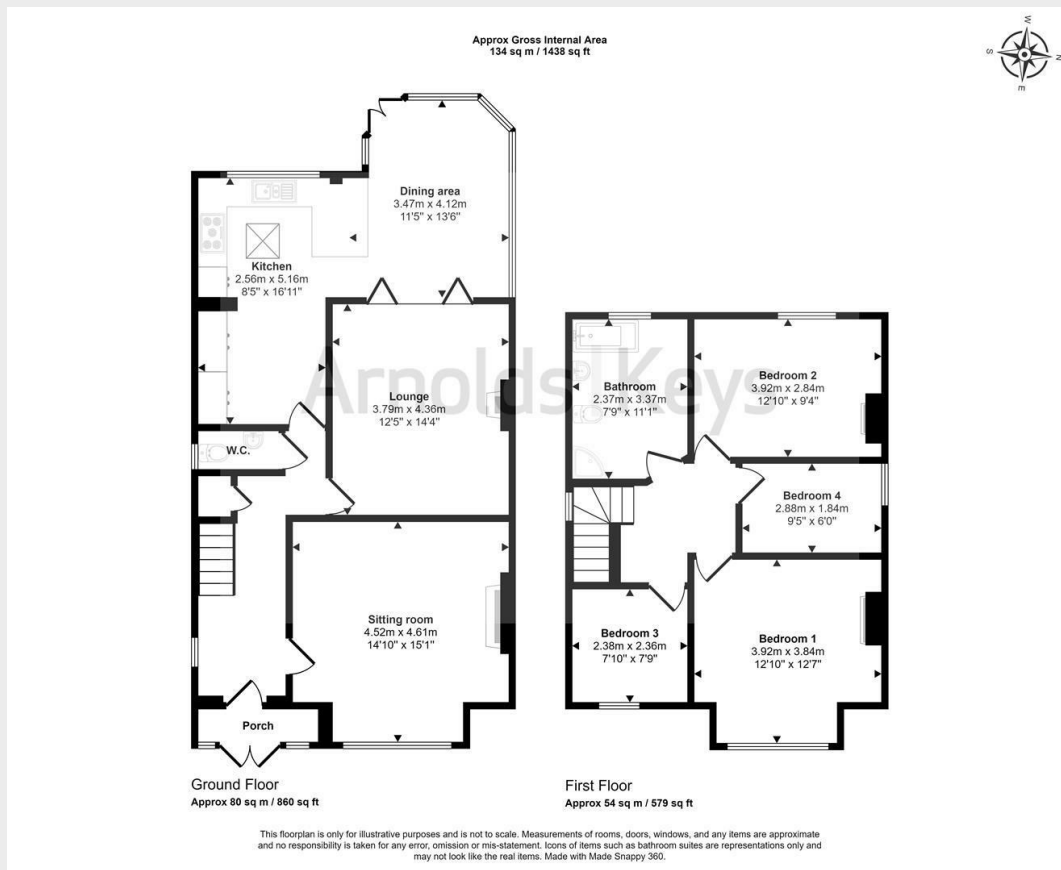 Approx Gross Internal Area
134 sq m / 1438 sq ft
W
S
N
E
Dining area
3.47m x 4.12m
11'5" x 13'6"
Kitchen
2.56m x 5.16m
8'5" x 16'11"
Lounge
3.79m x 4.36m
12'5" x 14'4"
W.C.
Sitting room
4.52m x 4.61m
14'10" x 15'1"
Porch
Bathroom
2.37m x 3.37m
7'9" x 11'1"
Bedroom 2
3.92m x 2.84m
12'10" x 9'4"
Bedroom 4
2.88m x 1.84m
9'5" x 6'0"
Bedroom 3
2.38m x 2.36m
7'10" x 7'9"
Bedroom 1
3.92m x 3.84m
12'10" x 12'7"
Arnolds | Keys
Ground Floor
Approx 80 sq m / 860 sq ft
First Floor
Approx 54 sq m / 579 sq ft
This floorplan is only for illustrative purposes and is not to scale. Measurements of rooms, doors, windows, and any items are approximate
and no responsibility is taken for any error, omission or mis-statement. Icons of items such as bathroom suites are representations only and
may not look like the real items. Made with Made Snappy 360.